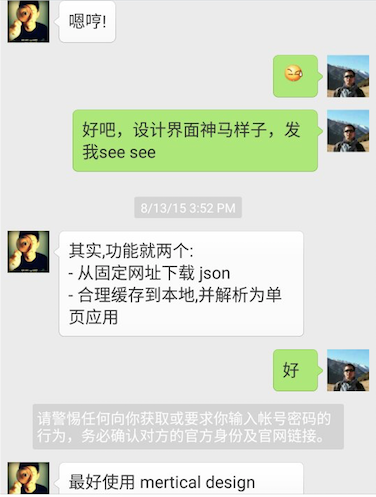 嗯哼!
好吧，设计界面神马样子，发
我see see
8/13/15 3:52 PM
其实,功能就两个:
- 从固定网址下载 json
- 合理缓存到本地,并解析为单
页应用
好
请警惕任何向你获取或要求你输入帐号密码的
行为，务必确认对方的官方身份及官网链接。
最好使用 mertical design